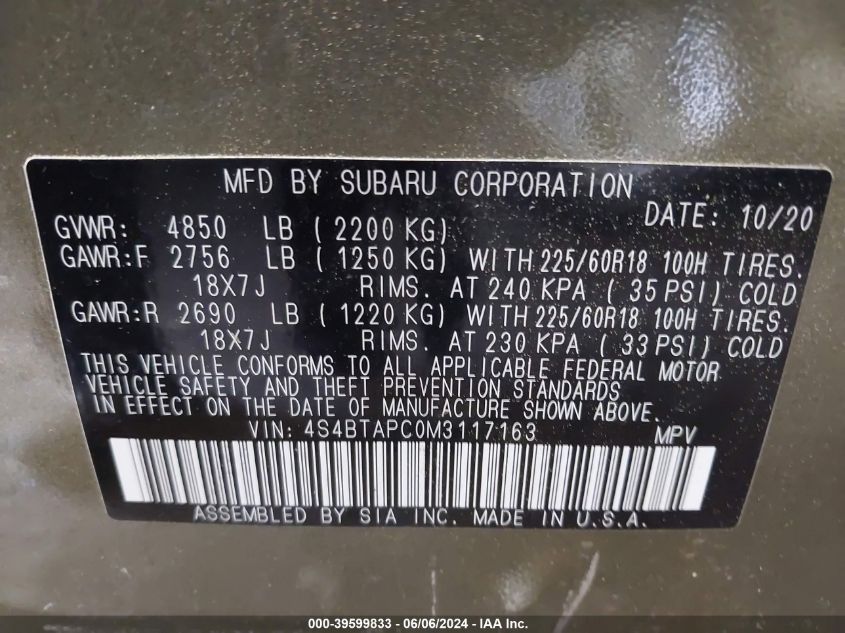 MFD BY SUBARU CORPORATION
DATE: 10/20
GVWR: 4850 LB ( 2200 KG)
GAWR:F 2756 LB ( 1250 KG) WITH 225/60R18 100H TIRES.
18X7J RIMS. AT 240 KPA ( 35 PSI) COLD
GAWR:R 2690 LB ( 1220 KG) WITH 225/60R18 100H TIRES.
18X7J RIMS. AT 230 KPA ( 33 PSI) COLD
THIS VEHICLE CONFORMS TO ALL APPLICABLE FEDERAL MOTOR
VEHICLE SAFETY AND THEFT PREVENTION STANDARDS
IN EFFECT ON THE DATE OF MANUFACTURE SHOWN ABOVE.
VIN: 4S4BTAPC0M3117163 MPV
ASSEMBLED BY SIA INC. MADE IN U.S.A.
000-39599833 - 06/06/2024 - IAA Inc.